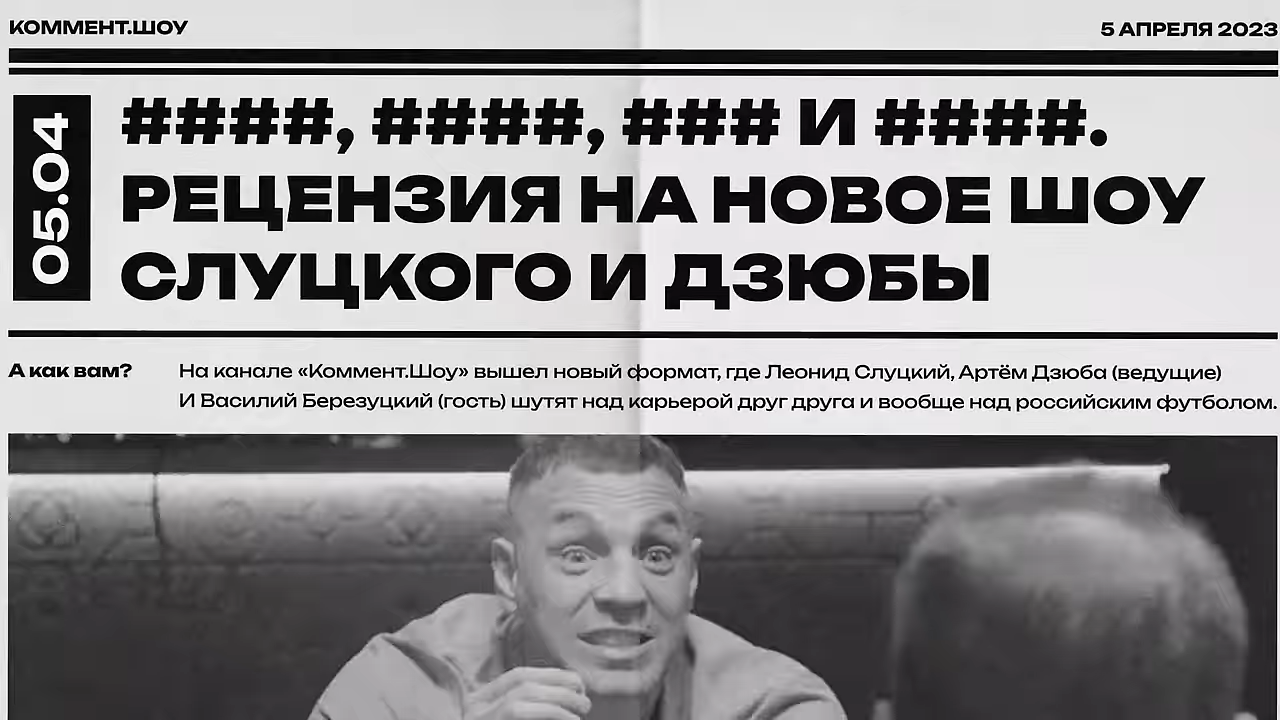 КОММЕНТ.ШОУ
5 АПРЕЛЯ 2023
05.04
####, ####, ### И ####.
РЕЦЕНЗИЯ НА НОВОЕ ШОУ
СЛУЦКОГО И ДЗЮБЫ
А как вам?
На канале «Коммент.Шоу» вышел новый формат, где Леонид Слуцкий, Артём Дзюба (ведущие)
И Василий Березуцкий (гость) шутят над карьерой друг друга и вообще над российским футболом.